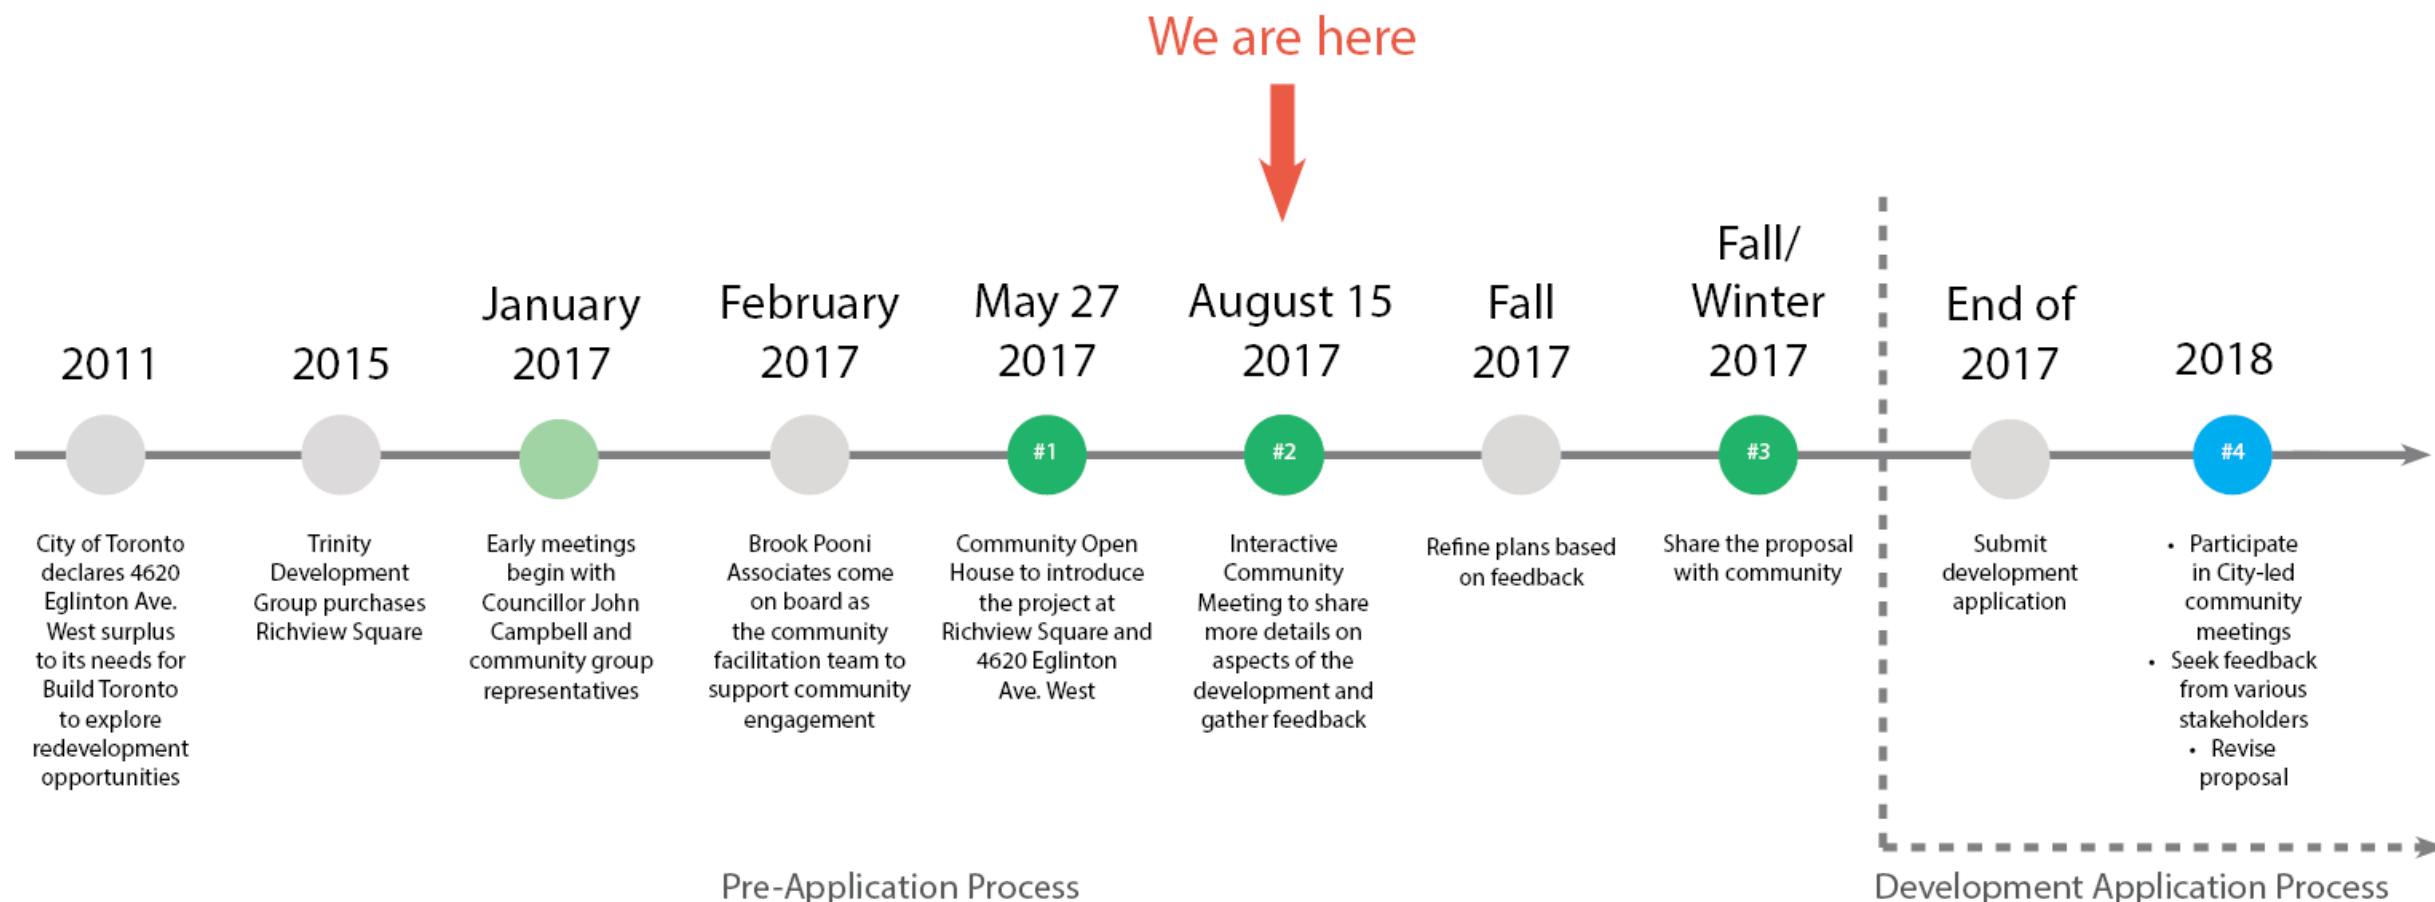 We are here
2011
2015
January
2017
February
2017
May 27
2017
August 15
2017
Fall
2017
Fall/
Winter
2017
End of
2017
2018
#1
#2
#3
#4
City of Toronto
declares 4620
Eglinton Ave.
West surplus
to its needs for
Build Toronto
to explore
redevelopment
opportunities
Trinity
Development
Group purchases
Richview Square
Early meetings
begin with
Councillor John
Campbell and
community group
representatives
Brook Pooni
Associates come
on board as
the community
facilitation team to
support community
engagement
Community Open
House to introduce
the project at
Richview Square and
4620 Eglinton
Ave. West
Interactive
Community
Meeting to share
more details on
aspects of the
development and
gather feedback
Refine plans based
on feedback
Share the proposal
with community
Submit
development
application
• Participate
in City-led
community
meetings
• Seek feedback
from various
stakeholders
• Revise
proposal
Pre-Application Process
Development Application Process